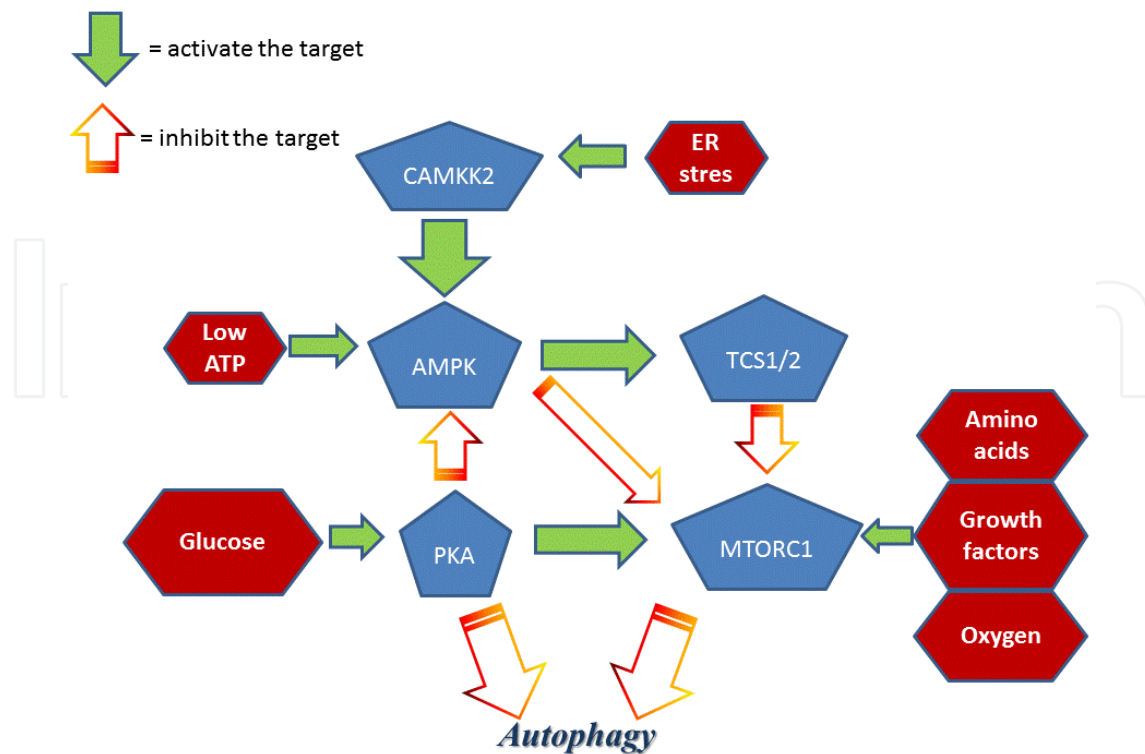 = activate the target
= inhibit the target
ER
stres
CAMKK2
Low
ATP
AMPK
TCS1/2
Amino
acids
Glucose
PKA
MTORC1
Growth
factors
Oxygen
Autophagy